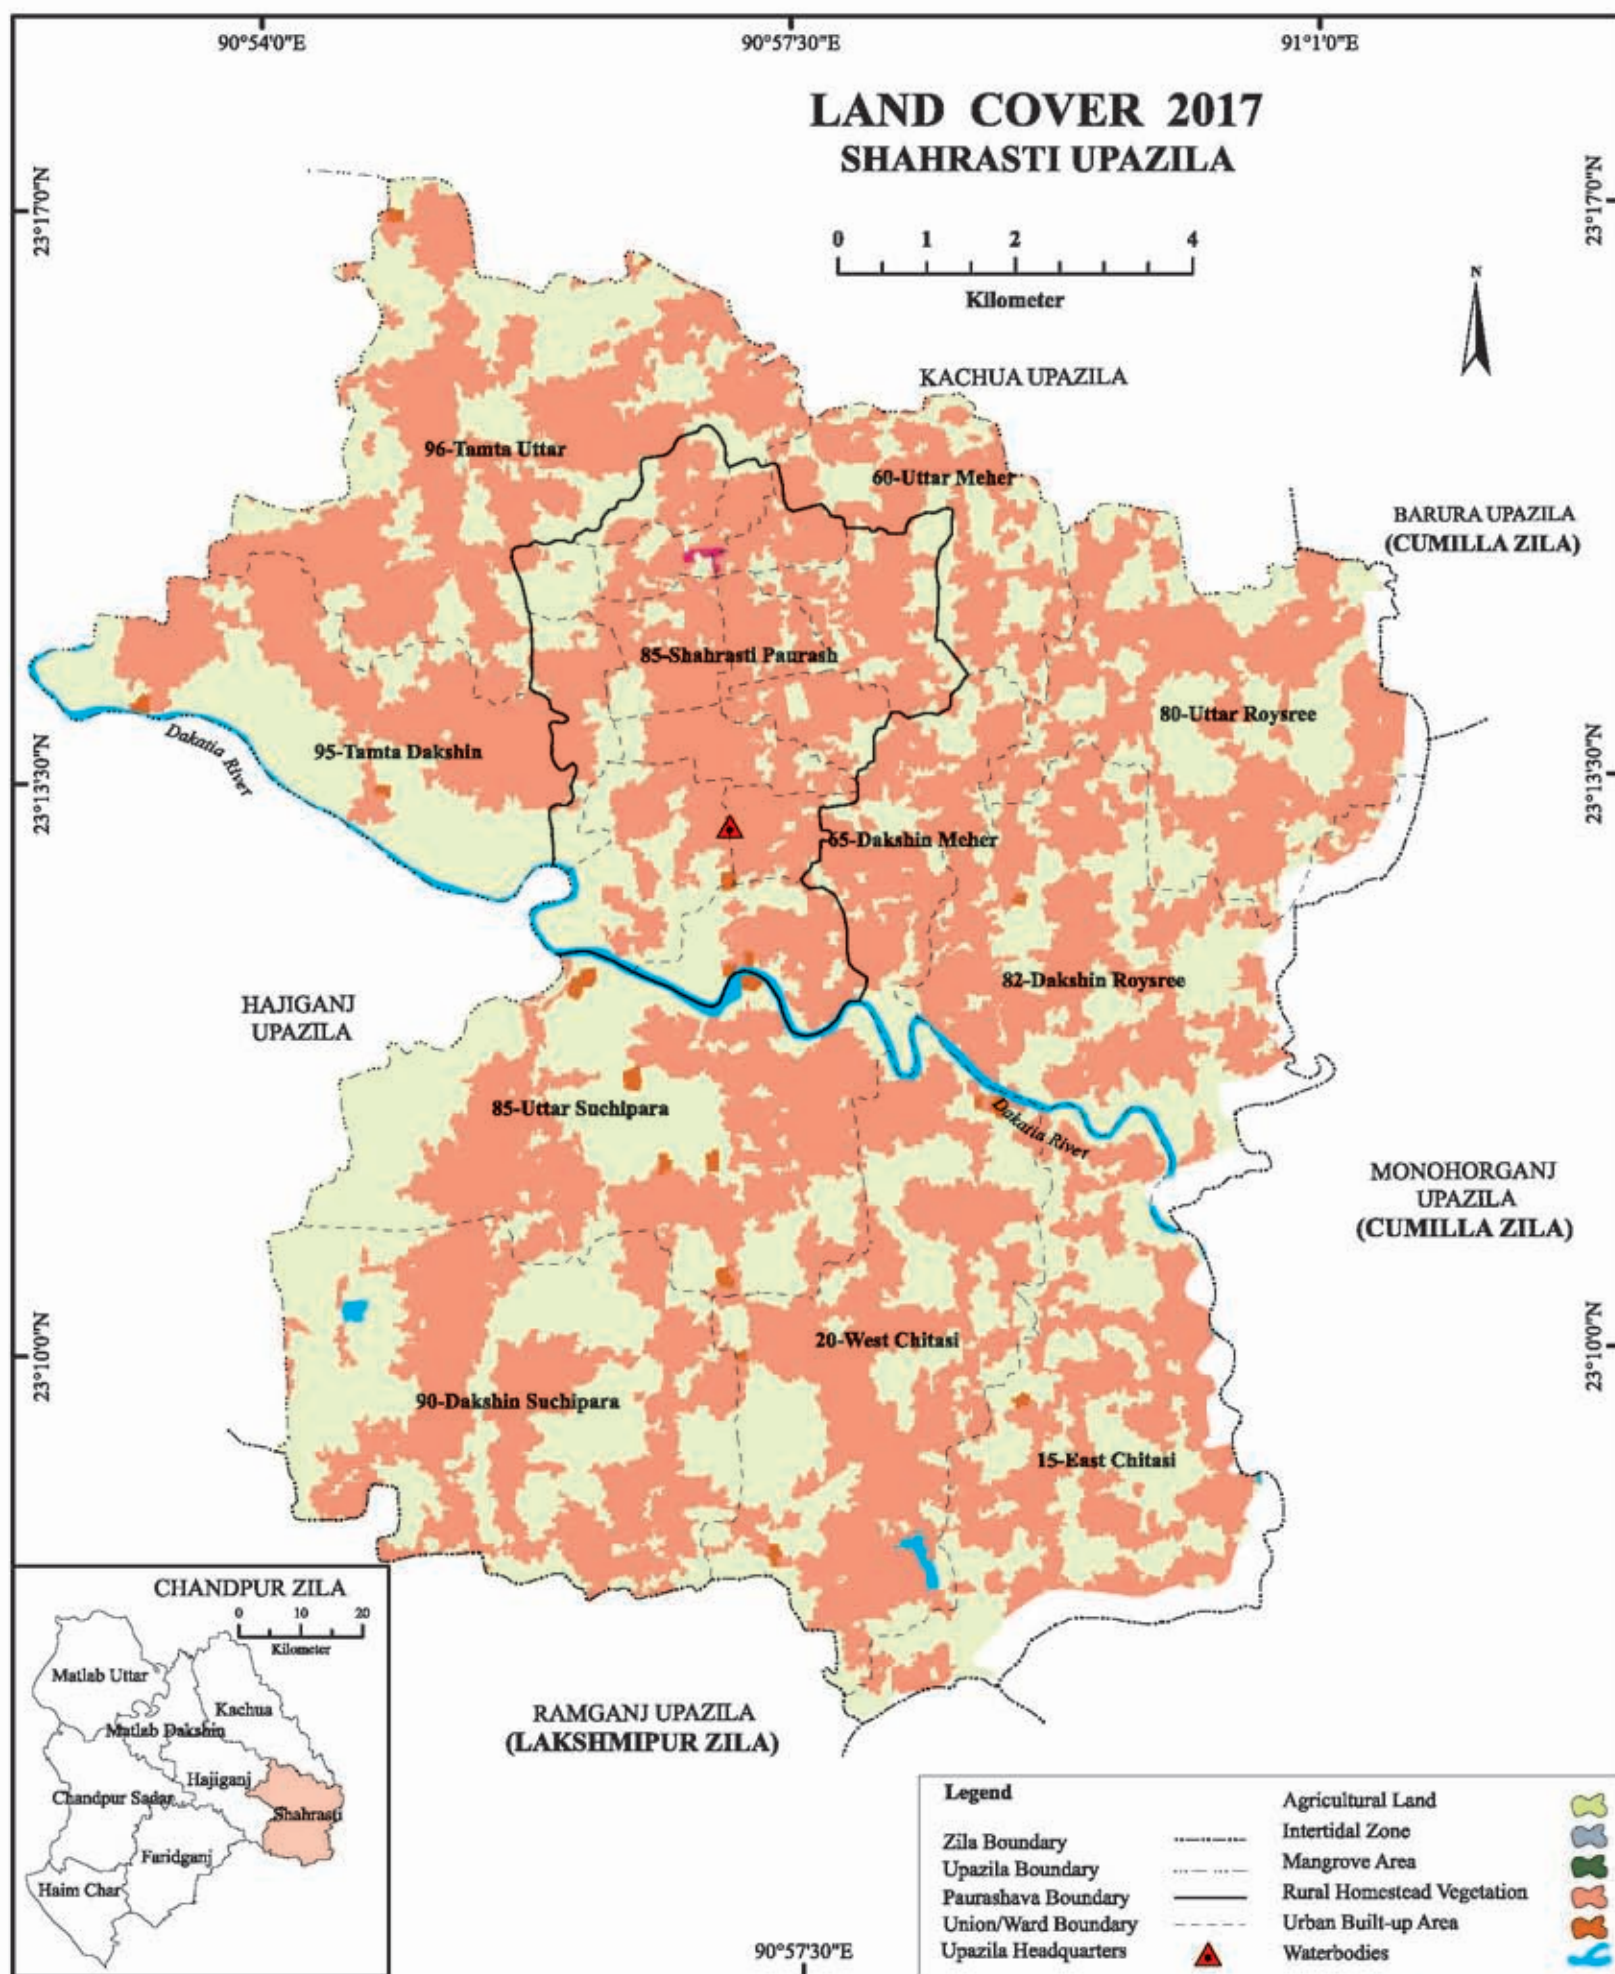 90°54'0"E
90°57'30"E
91°1'0"E
LAND COVER 2017
SHAHRASTI UPAZILA
23°17'0"N
23°17'0"N
0 1 2 4
Kilometer
N
KACHUA UPAZILA
96-Tamta Uttar
60-Uttar Meher
BARURA UPAZILA
(CUMILLA ZILA)
85-Shahrasti Paurash
80-Uttar Roysree
Dakatia River
95-Tamta Dakshin
23°13'30"N
23°13'30"N
65-Dakshin Meher
82-Dakshin Roysree
HAJIGANJ
UPAZILA
85-Uttar Suchipara
Dakatia Rivet
MONOHORGANJ
UPAZILA
(CUMILLA ZILA)
20-West Chitasi
23°10'0"N
23°10'0"N
90-Dakshin Suchipara
15-East Chitasi
CHANDPUR ZILA
0 10 20
Kilometer
Matlab Uttar
Kachua
Matlab Dakshin
Hajiganj
Chandpur Sadar
Shahrasti
Faridganj
Haim Char
RAMGANJ UPAZILA
(LAKSHMIPUR ZILA)
90°57'30"E
Legend
Zila Boundary
Upazila Boundary
Paurashava Boundary
Union/Ward Boundary
Upazila Headquarters
Agricultural Land
Intertidal Zone
Mangrove Area
Rural Homestead Vegetation
Urban Built-up Area
Waterbodies